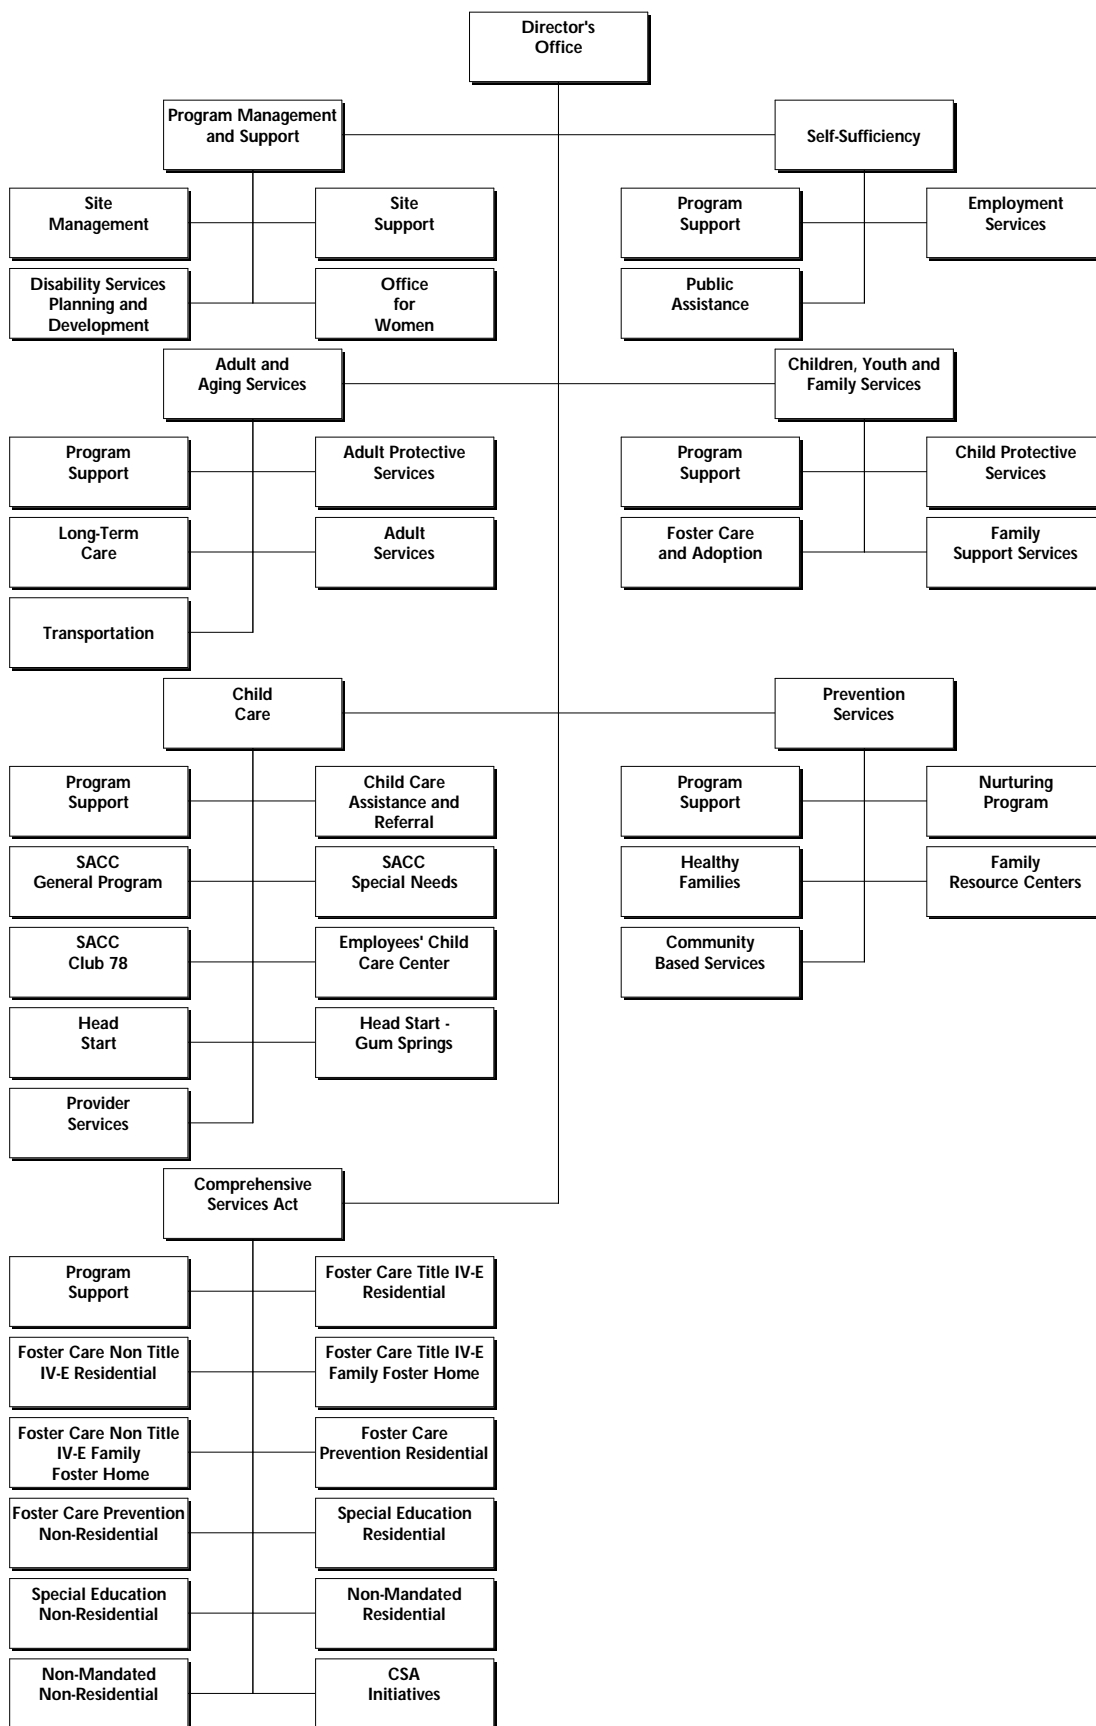 Director's
Office
Program Management
and Support
Self-Sufficiency
Site
Management
Site
Support
Program
Support
Employment
Services
Disability Services
Planning and
Development
Office
for
Women
Public
Assistance
Adult and
Aging Services
Children, Youth and
Family Services
Program
Support
Adult Protective
Services
Program
Support
Child Protective
Services
Long-Term
Care
Adult
Services
Foster Care
and Adoption
Family
Support Services
Transportation
Child
Care
Prevention
Services
Program
Support
Child Care
Assistance and
Referral
Program
Support
Nurturing
Program
SACC
General Program
SACC
Special Needs
Healthy
Families
Family
Resource Centers
SACC
Club 78
Employees' Child
Care Center
Community
Based Services
Head
Start
Head Start -
Gum Springs
Provider
Services
Comprehensive
Services Act
Program
Support
Foster Care Title IV-E
Residential
Foster Care Non Title
IV-E Residential
Foster Care Title IV-E
Family Foster Home
Foster Care Non Title
IV-E Family
Foster Home
Foster Care
Prevention Residential
Foster Care Prevention
Non-Residential
Special Education
Residential
Special Education
Non-Residential
Non-Mandated
Residential
Non-Mandated
Non-Residential
CSA
Initiatives